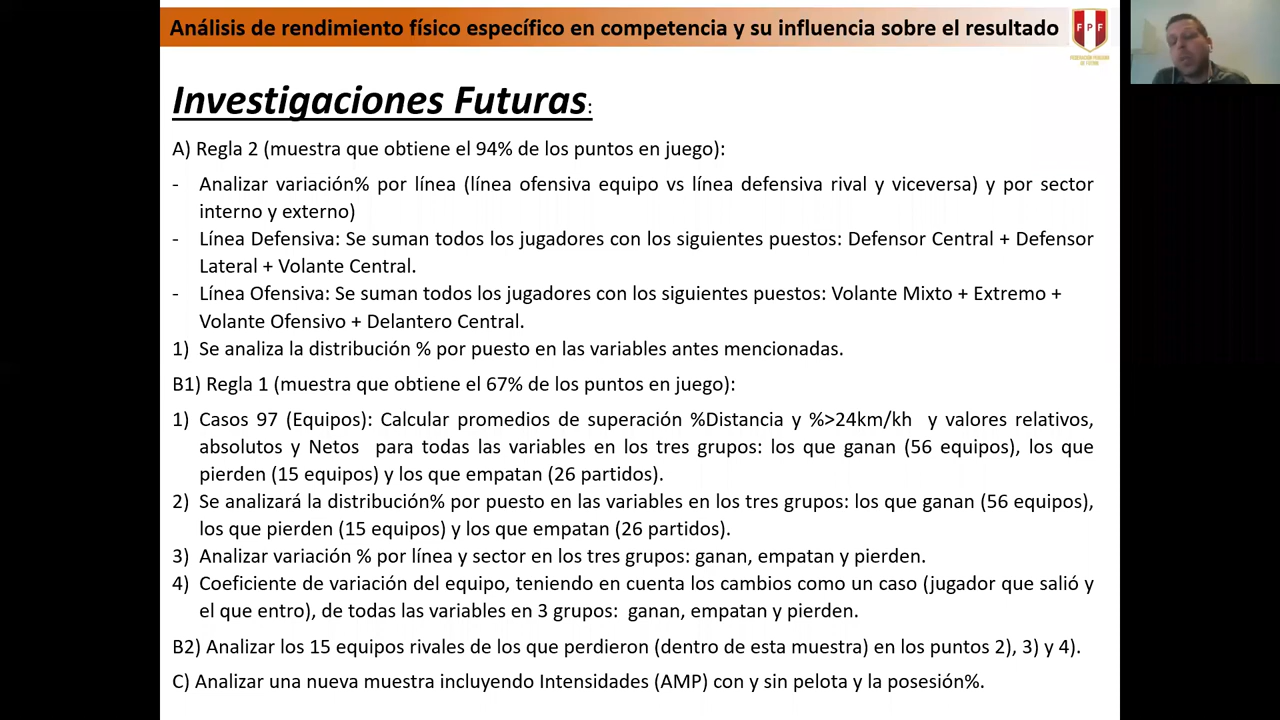 Análisis de rendimiento físico específico en competencia y su influencia sobre el resultado
FPF
FEDERACIÓN PERUANA
DE FÚTBOL
Investigaciones Futuras:
A) Regla 2 (muestra que obtiene el 94% de los puntos en juego):
- Analizar variación% por línea (línea ofensiva equipo vs línea defensiva rival y viceversa) y por sector
interno y externo)
- Línea Defensiva: Se suman todos los jugadores con los siguientes puestos: Defensor Central + Defensor
Lateral + Volante Central.
- Línea Ofensiva: Se suman todos los jugadores con los siguientes puestos: Volante Mixto + Extremo +
Volante Ofensivo + Delantero Central.
1) Se analiza la distribución % por puesto en las variables antes mencionadas.
B1) Regla 1 (muestra que obtiene el 67% de los puntos en juego):
1) Casos 97 (Equipos): Calcular promedios de superación %Distancia y %>24km/kh y valores relativos,
absolutos y Netos para todas las variables en los tres grupos: los que ganan (56 equipos), los que
pierden (15 equipos) y los que empatan (26 partidos).
2) Se analizará la distribución% por puesto en las variables en los tres grupos: los que ganan (56 equipos),
los que pierden (15 equipos) y los que empatan (26 partidos).
3) Analizar variación % por línea y sector en los tres grupos: ganan, empatan y pierden.
4) Coeficiente de variación del equipo, teniendo en cuenta los cambios como un caso (jugador que salió y
el que entro), de todas las variables en 3 grupos: ganan, empatan y pierden.
B2) Analizar los 15 equipos rivales de los que perdieron (dentro de esta muestra) en los puntos 2), 3) y 4).
C) Analizar una nueva muestra incluyendo Intensidades (AMP) con y sin pelota y la posesión%.